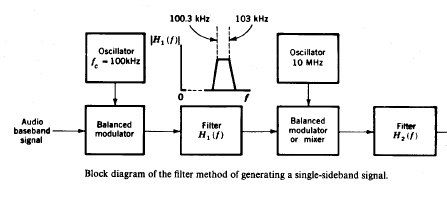 100.3 kHz
103 kHz
Oscillator
f_c = 100kHz
|H₁(f)|
0
f
Oscillator
10 MHz
Audio
baseband
signal
Balanced
modulator
Filter
H₁(f)
Balanced
modulator
or mixer
Filter
H₂(f)
Block diagram of the filter method of generating a single-sideband signal.